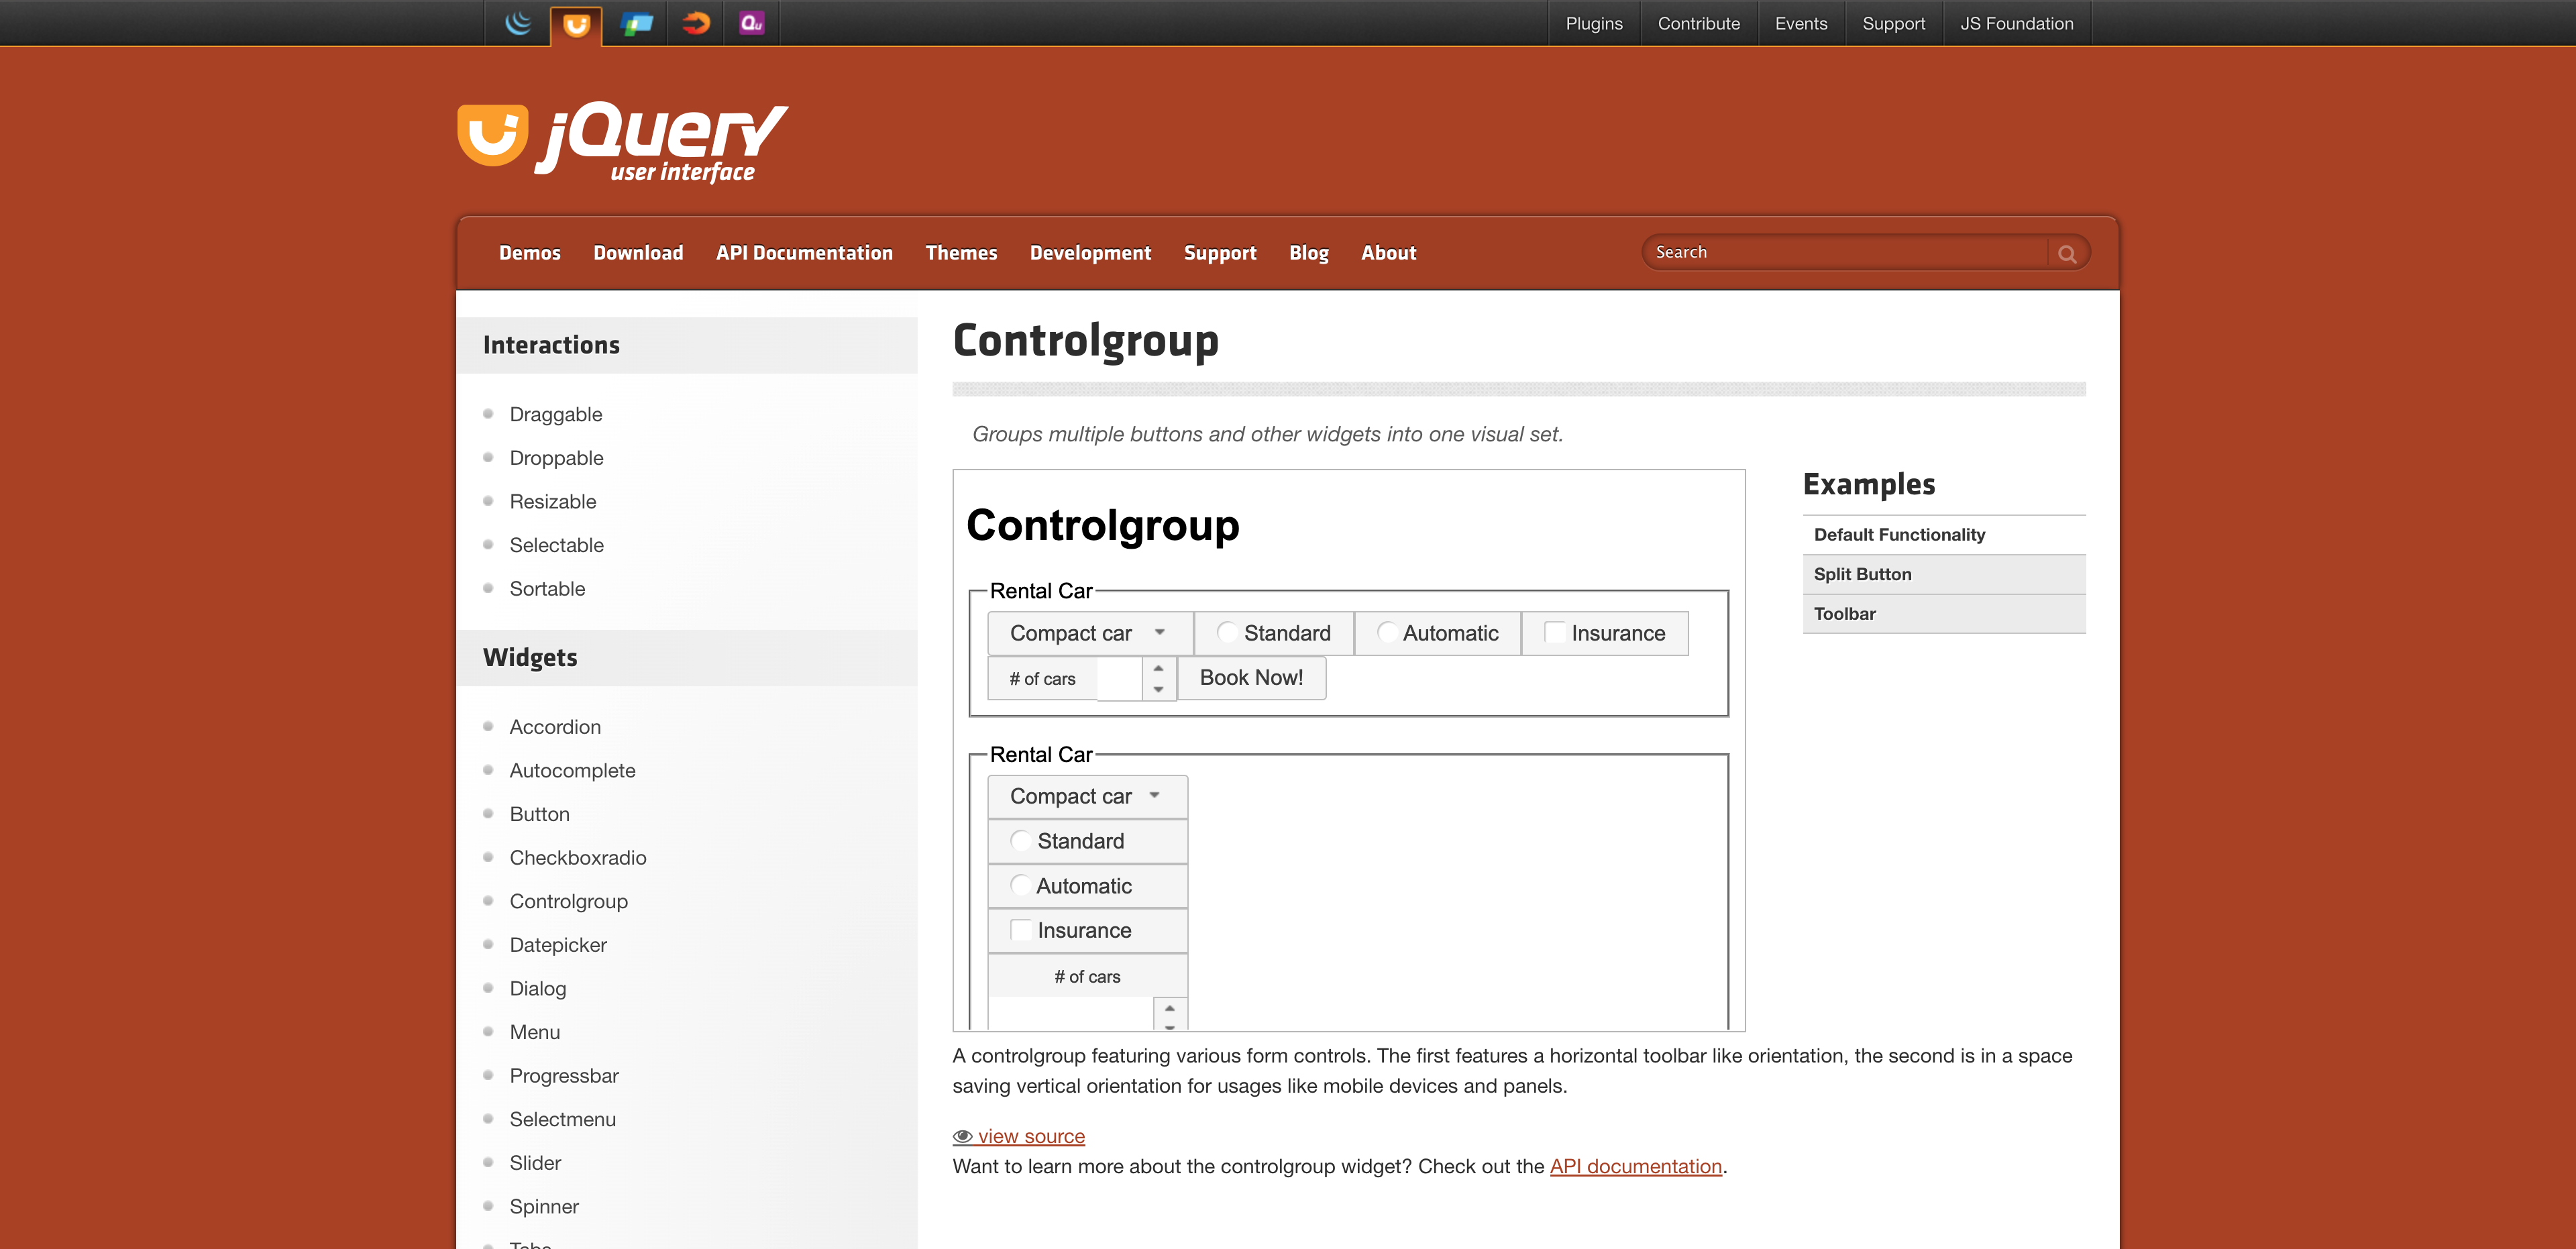 Plugins
Contribute
Events
Support
JS Foundation
jQuery
user interface
Demos
Download
API Documentation
Themes
Development
Support
Blog
About
Search
Interactions
Draggable
Droppable
Resizable
Selectable
Sortable
Widgets
Accordion
Autocomplete
Button
Checkboxradio
Controlgroup
Datepicker
Dialog
Menu
Progressbar
Selectmenu
Slider
Spinner
Tabs
Controlgroup
Groups multiple buttons and other widgets into one visual set.
Controlgroup
Rental Car
Compact car
Standard
Automatic
Insurance
# of cars
Book Now!
Rental Car
Compact car
Standard
Automatic
Insurance
# of cars
Examples
Default Functionality
Split Button
Toolbar
A controlgroup featuring various form controls. The first features a horizontal toolbar like orientation, the second is in a space
saving vertical orientation for usages like mobile devices and panels.
view source
Want to learn more about the controlgroup widget? Check out the API documentation.